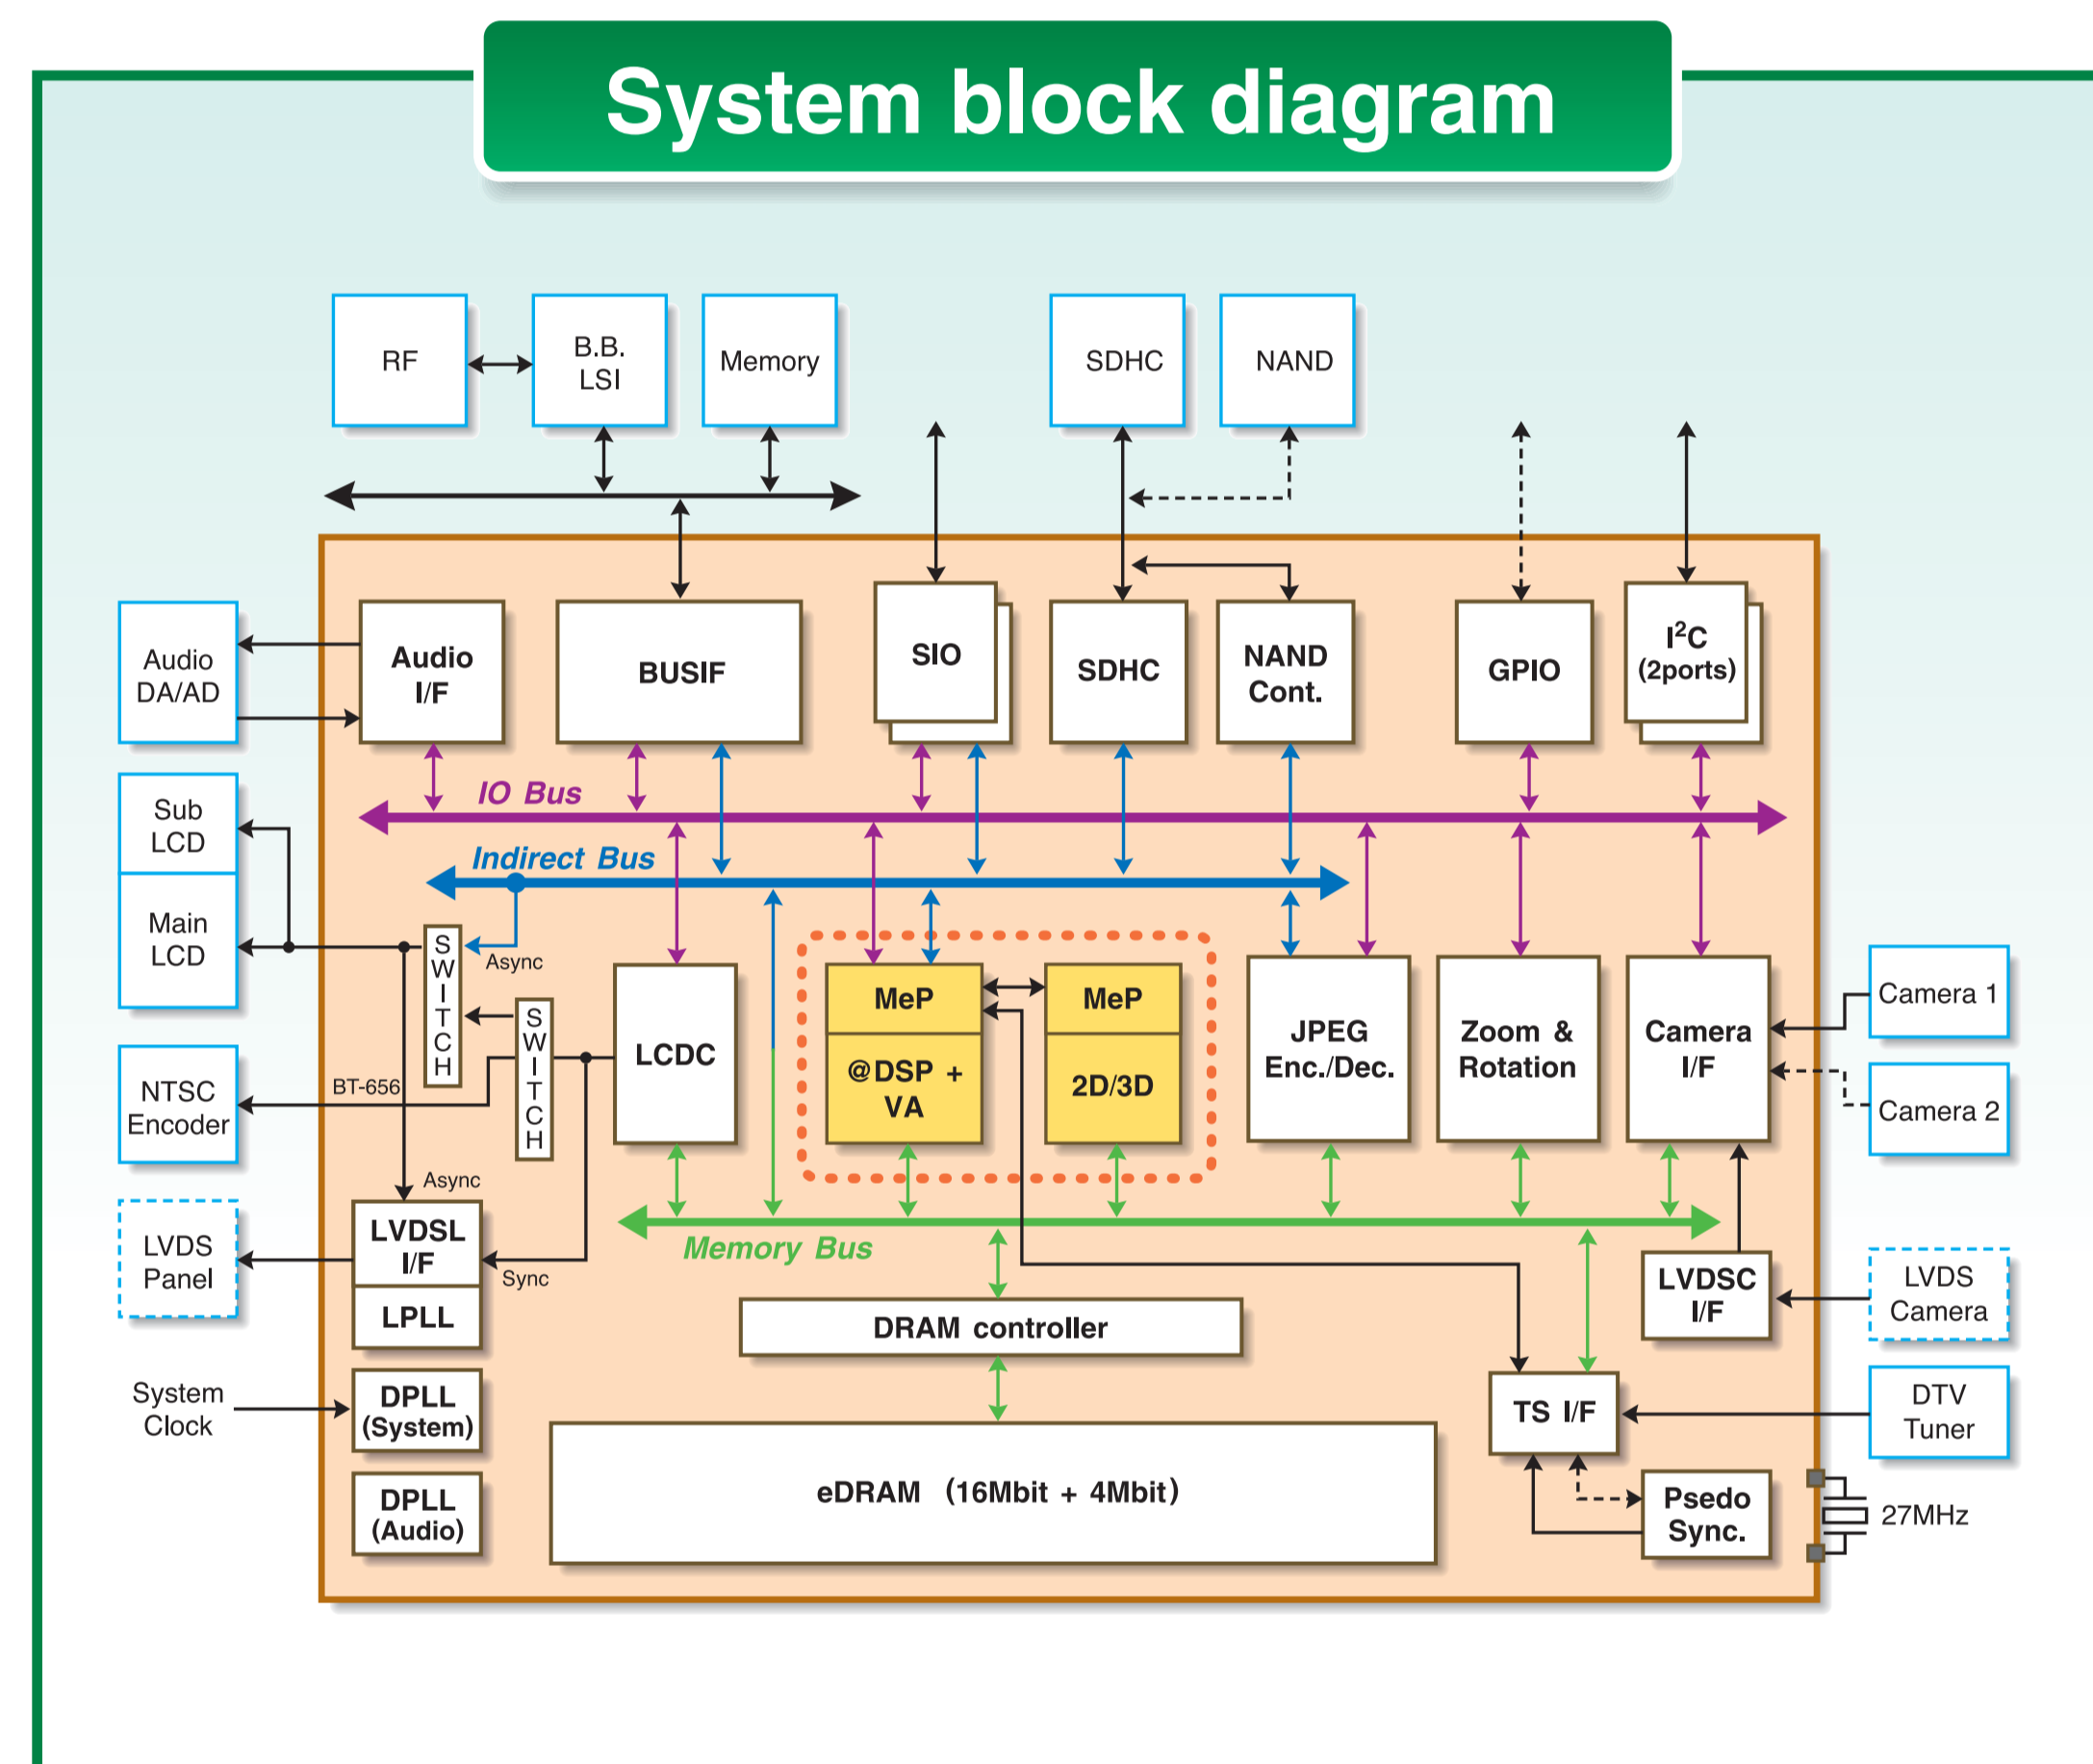 System block diagram
RF
B.B.
LSI
Memory
SDHC
NAND
Audio
DA/AD
Audio
I/F
BUSIF
SIO
SDHC
NAND
Cont.
GPIO
I²C
(2ports)
IO Bus
Sub
LCD
Indirect Bus
Main
LCD
SWITCH
Async
SWITCH
LCDC
MeP
@DSP +
VA
MeP
2D/3D
JPEG
Enc./Dec.
Zoom &
Rotation
Camera
I/F
Camera 1
Camera 2
NTSC
Encoder
BT-656
Async
LVDS
Panel
LVDSL
I/F
LPLL
Sync
Memory Bus
LVDSC
I/F
LVDS
Camera
DRAM controller
System
Clock
DPLL
(System)
TS I/F
DTV
Tuner
DPLL
(Audio)
eDRAM (16Mbit + 4Mbit)
Psedo
Sync.
27MHz